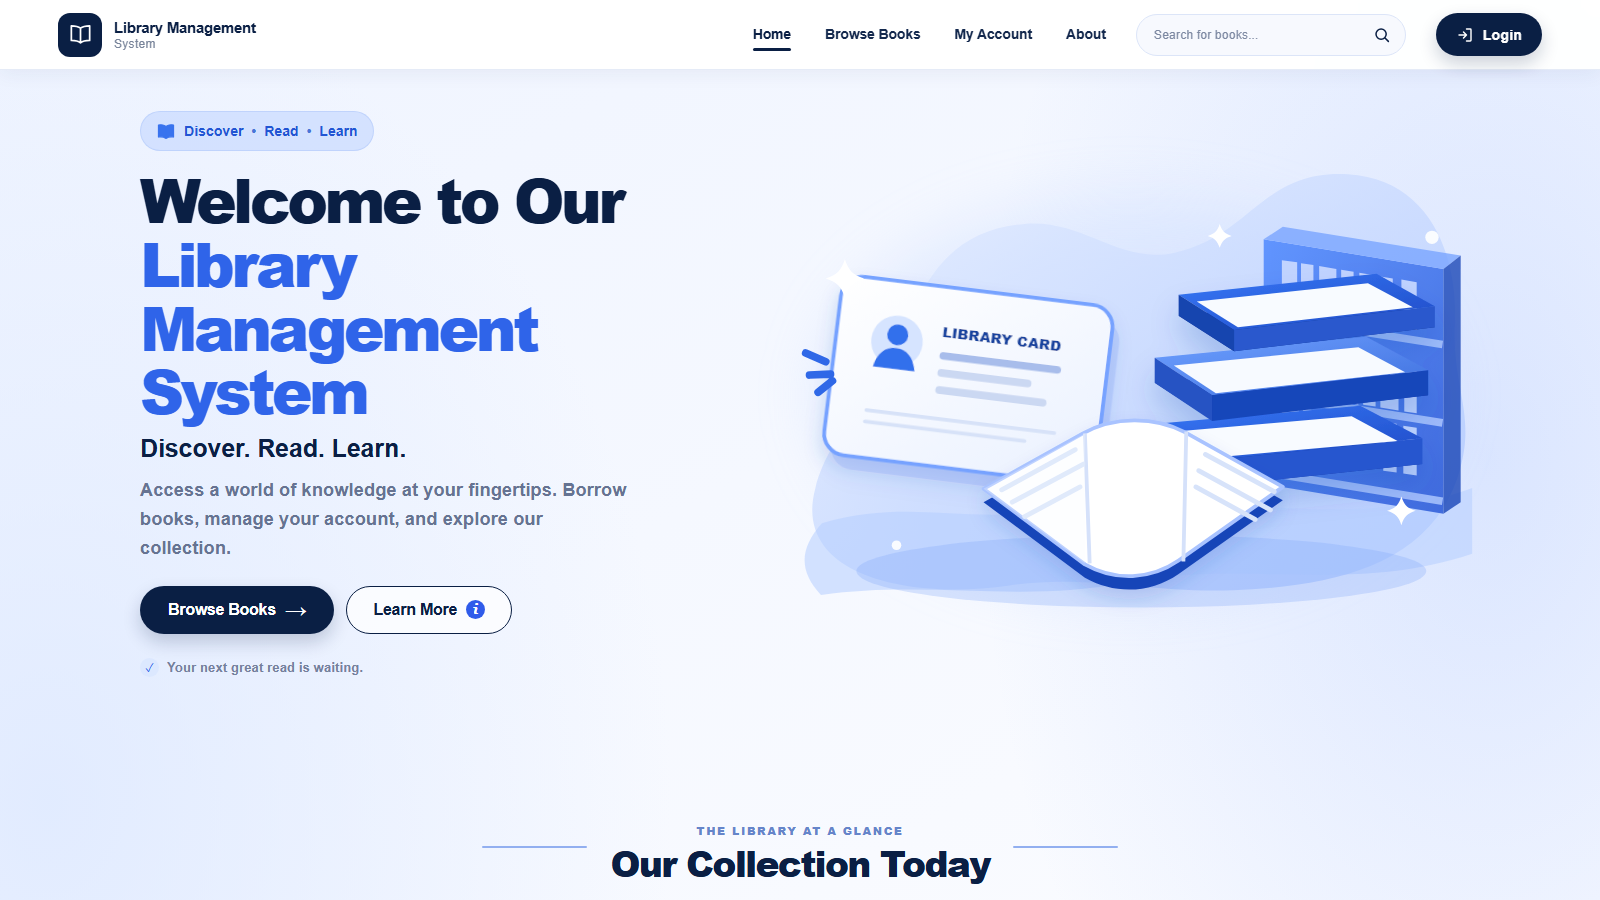 Library Management
System
Home
Browse Books
My Account
About
Search for books...
Login
Discover • Read • Learn
Welcome to Our
Library
Management
System
Discover. Read. Learn.
Access a world of knowledge at your fingertips. Borrow
books, manage your account, and explore our
collection.
Browse Books →
Learn More i
✓ Your next great read is waiting.
LIBRARY CARD
THE LIBRARY AT A GLANCE
Our Collection Today